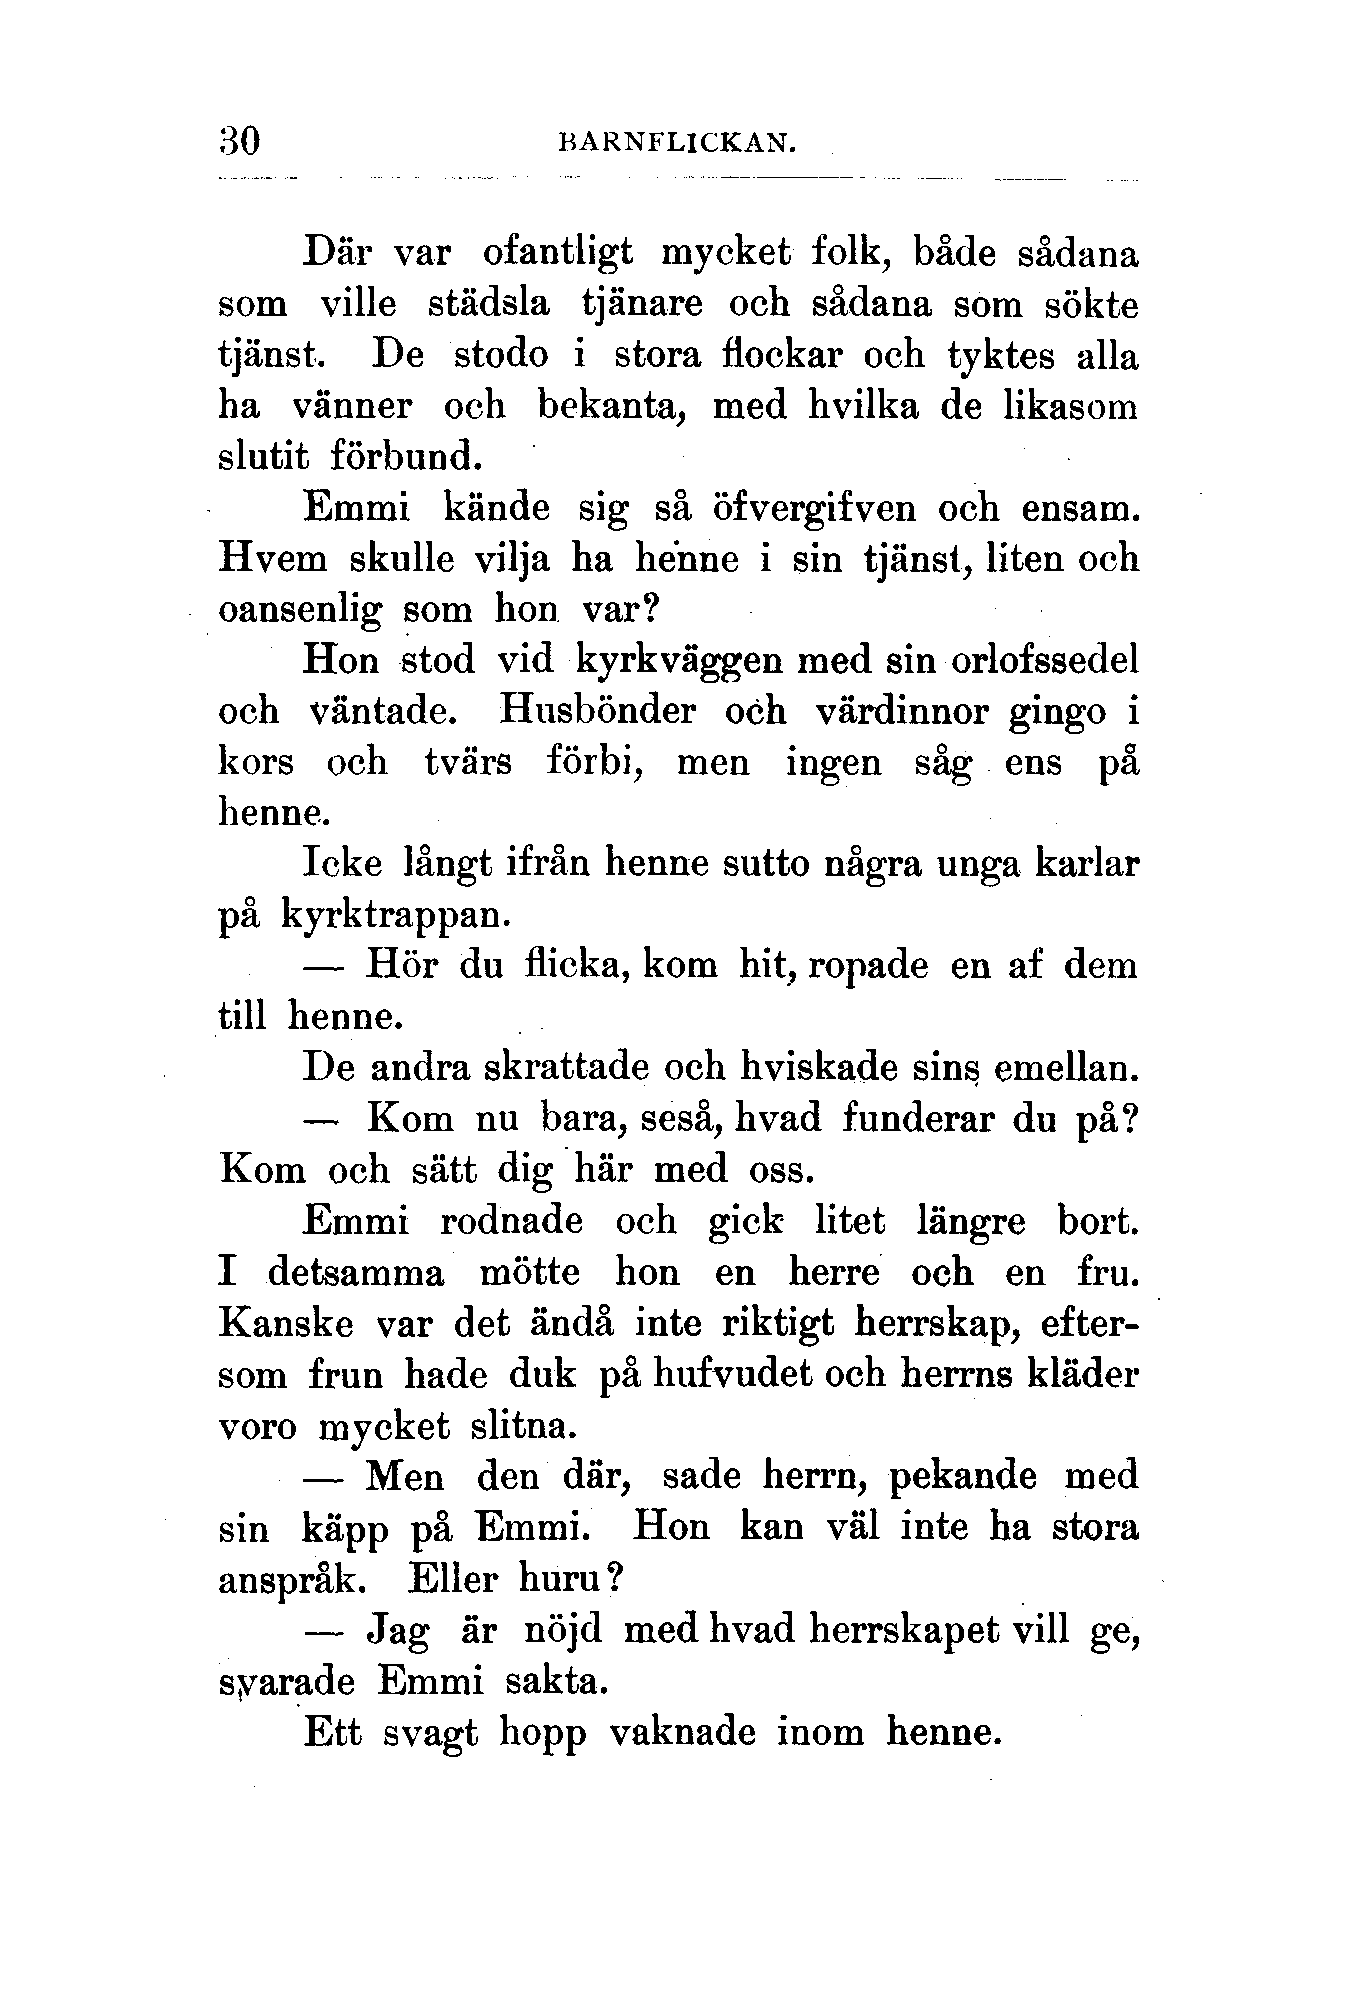 30 BARNFLICKAN.
Där var ofantligt mycket folk, både sådana
som ville städsla tjänare och sådana som sökte
tjänst. De stodo i stora flockar och tyktes alla
ha vänner och bekanta, med hvilka de likasom
slutit förbund.
Emmi kände sig så öfvergifven och ensam.
Hvem skulle vilja ha henne i sin tjänst, liten och
oansenlig som hon var?
Hon stod vid kyrkväggen med sin orlofssedel
och väntade. Husbönder och värdinnor gingo i
kors och tvärs förbi, men ingen såg ens på
henne.
Icke långt ifrån henne sutto några unga karlar
på kyrktrappan.
— Hör du flicka, kom hit, ropade en af dem
till henne.
De andra skrattade och hviskade sins emellan.
— Kom nu bara, seså, hvad funderar du på?
Kom och sätt dig här med oss.
Emmi rodnade och gick litet längre bort.
I detsamma mötte hon en herre och en fru.
Kanske var det ändå inte riktigt herrskap, efter-
som frun hade duk på hufvudet och herrns kläder
voro mycket slitna.
— Men den där, sade herrn, pekande med
sin käpp på Emmi. Hon kan väl inte ha stora
anspråk. Eller huru?
— Jag är nöjd med hvad herrskapet vill ge,
svarade Emmi sakta.
Ett svagt hopp vaknade inom henne.